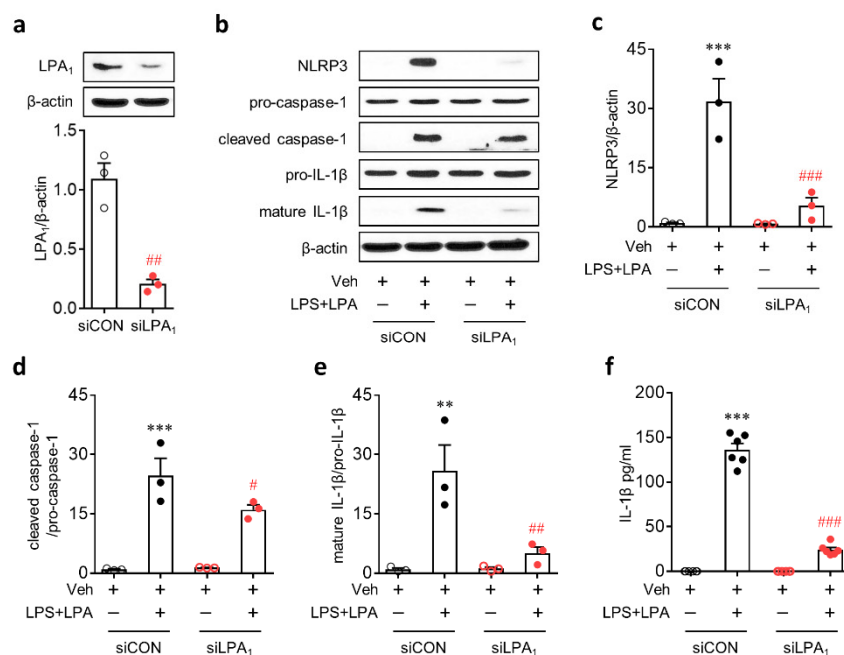 a
LPA₁
β-actin
1.5
1.0
0.5
0.0
LPA₁/β-actin
##
siCON siLPA₁
b
NLRP3
pro-caspase-1
cleaved caspase-1
pro-IL-1β
mature IL-1β
β-actin
Veh + + + +
LPS+LPA – + – +
siCON siLPA₁
c
45
30
15
0
NLRP3/β-actin
***
###
Veh + + + +
LPS+LPA – + – +
siCON siLPA₁
d
45
30
15
0
cleaved caspase-1
/pro-caspase-1
***
#
Veh + + + +
LPS+LPA – + – +
siCON siLPA₁
e
45
30
15
0
mature IL-1β/pro-IL-1β
**
##
Veh + + + +
LPS+LPA – + – +
siCON siLPA₁
f
200
150
100
50
0
IL-1β pg/ml
***
###
Veh + + + +
LPS+LPA – + – +
siCON siLPA₁